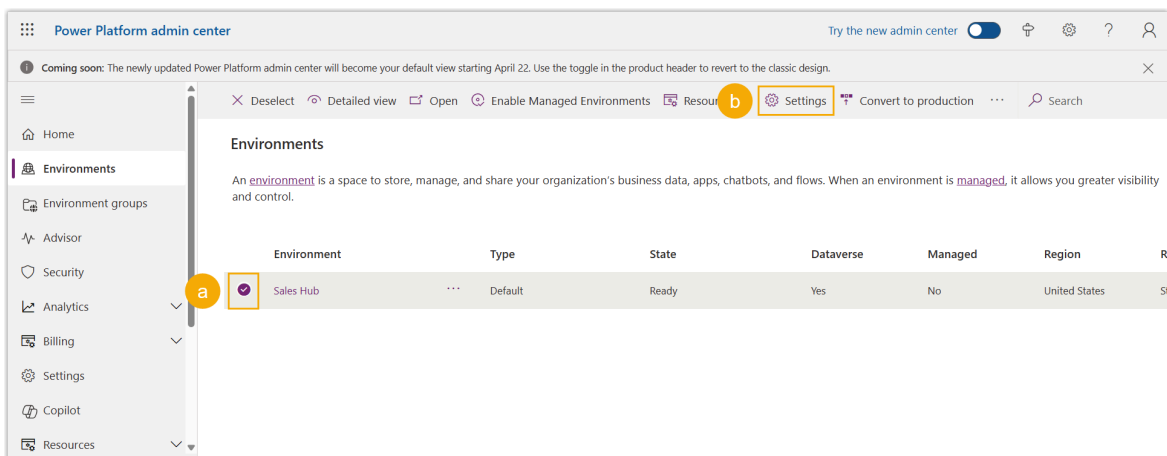 Power Platform admin center
Try the new admin center
Coming soon: The newly updated Power Platform admin center will become your default view starting April 22. Use the toggle in the product header to revert to the classic design.
Deselect Detailed view Open Enable Managed Environments b Settings Convert to production ··· Search
Home
Environments
Environment groups
Advisor
Security
Analytics
Billing
Settings
Copilot
Resources
Environments
An environment is a space to store, manage, and share your organization's business data, apps, chatbots, and flows. When an environment is managed, it allows you greater visibility
and control.
Environment Type State Dataverse Managed Region R
a Sales Hub ··· Default Ready Yes No United States